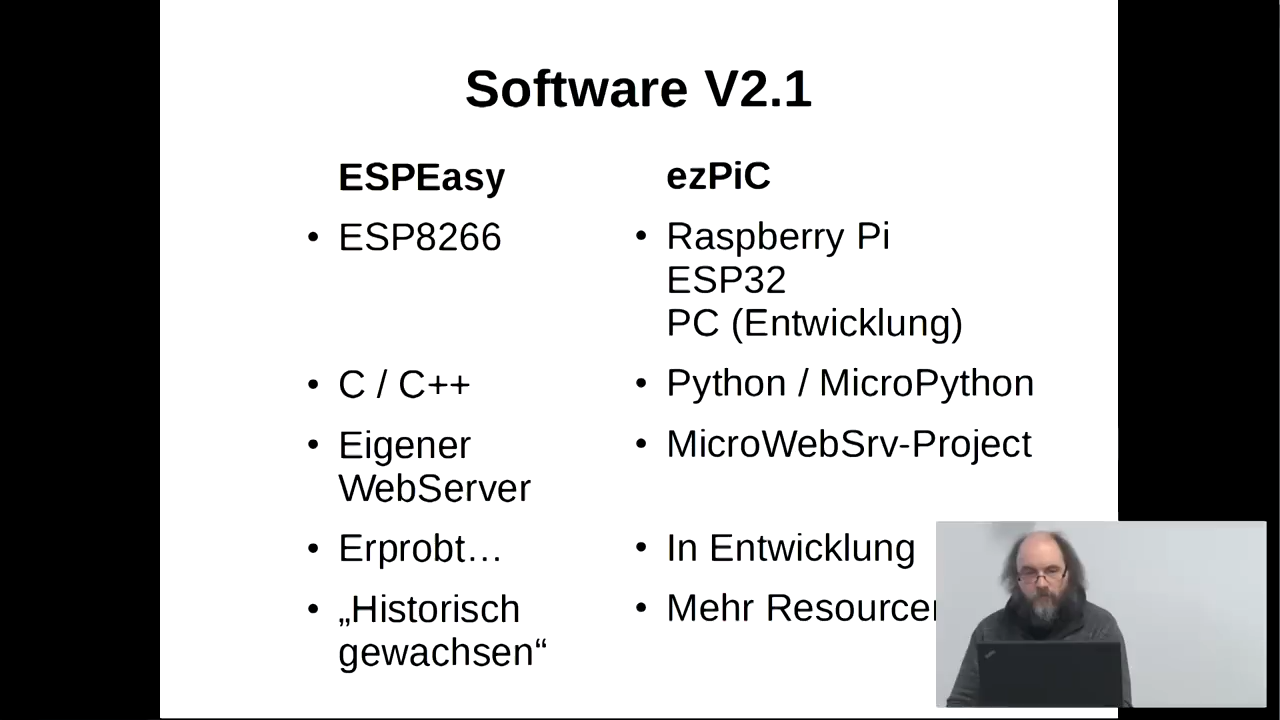 Software V2.1
ESPEasy
• ESP8266
• C / C++
• Eigener
WebServer
• Erprobt…
• „Historisch
gewachsen“
ezPiC
• Raspberry Pi
ESP32
PC (Entwicklung)
• Python / MicroPython
• MicroWebSrv-Project
• In Entwicklung
• Mehr